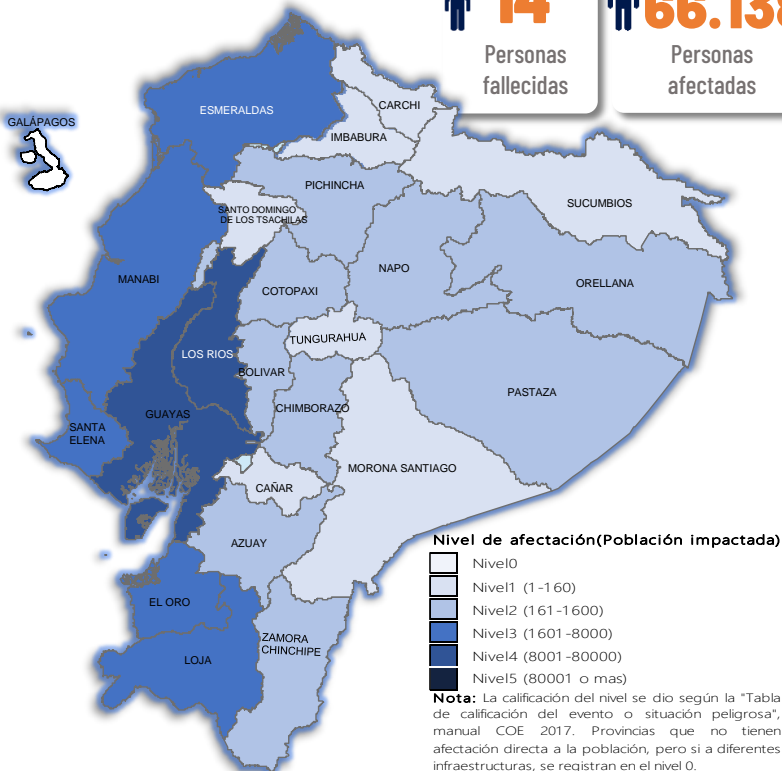 14
66.138
Personas
fallecidas
Personas
afectadas
ESMERALDAS
CARCHI
GALÁPAGOS
IMBABURA
PICHINCHA
SUCUMBIOS
SANTO DOMINGO
DE LOS TSACHILAS
NAPO
MANABI
ORELLANA
COTOPAXI
TUNGURAHUA
LOS RIOS
BOLIVAR
PASTAZA
CHIMBORAZO
GUAYAS
SANTA
ELENA
MORONA SANTIAGO
CAÑAR
AZUAY
EL ORO
ZAMORA
CHINCHIPE
LOJA
Nivel de afectación(Población impactada)
Nivel0
Nivel1 (1-160)
Nivel2 (161-1600)
Nivel3 (1601-8000)
Nivel4 (8001-80000)
Nivel5 (80001 o mas)
Nota: La calificación del nivel se dio según la "Tabla
de calificación del evento o situación peligrosa",
manual COE 2017. Provincias que no tienen
afectación directa a la población, pero si a diferentes
infraestructuras, se registran en el nivel 0.